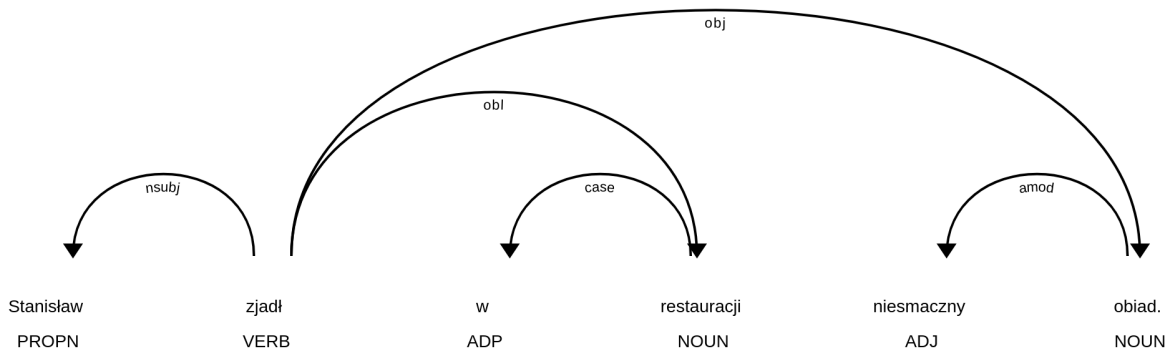 obj
obl
nsubj case amod
Stanisław zjadł w restauracji niesmaczny obiad.
PROPN VERB ADP NOUN ADJ NOUN